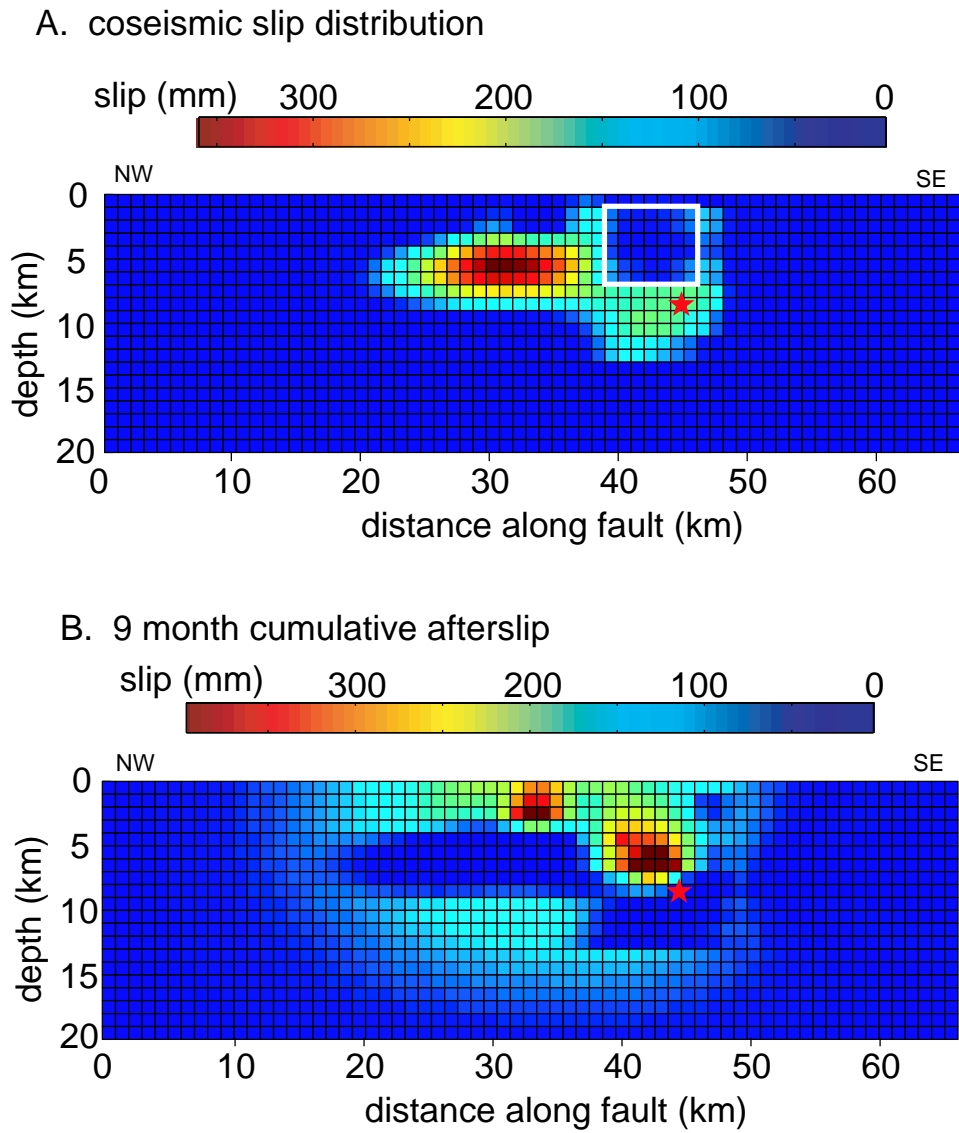 A. coseismic slip distribution
slip (mm) 300 200 100 0
NW SE
0
5
10
15
20
depth (km)
0 10 20 30 40 50 60
distance along fault (km)
B. 9 month cumulative afterslip
slip (mm) 300 200 100 0
NW SE
0
5
10
15
20
depth (km)
0 10 20 30 40 50 60
distance along fault (km)